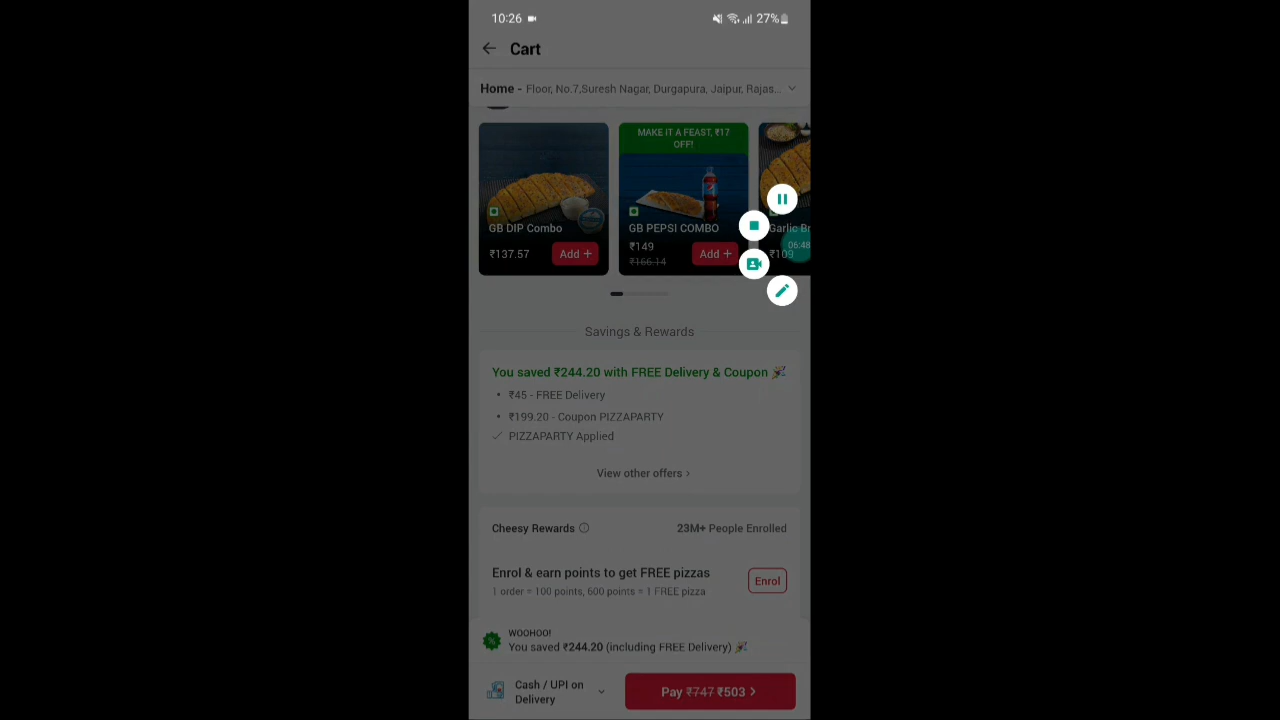 10:26 27%
Cart
Home - Floor, No.7,Suresh Nagar, Durgapura, Jaipur, Rajas...
MAKE IT A FEAST, ₹17
OFF!
GB DIP Combo
₹137.57
Add +
GB PEPSI COMBO
₹149
₹166.14
Add +
Garlic Br
₹109
06:48
Savings & Rewards
You saved ₹244.20 with FREE Delivery & Coupon 🎉
• ₹45 - FREE Delivery
• ₹199.20 - Coupon PIZZAPARTY
✓ PIZZAPARTY Applied
View other offers >
Cheesy Rewards
23M+ People Enrolled
Enrol & earn points to get FREE pizzas
1 order = 100 points, 600 points = 1 FREE pizza
Enrol
WOOHOO!
You saved ₹244.20 (including FREE Delivery) 🎉
Cash / UPI on
Delivery
Pay ₹747 ₹503 >